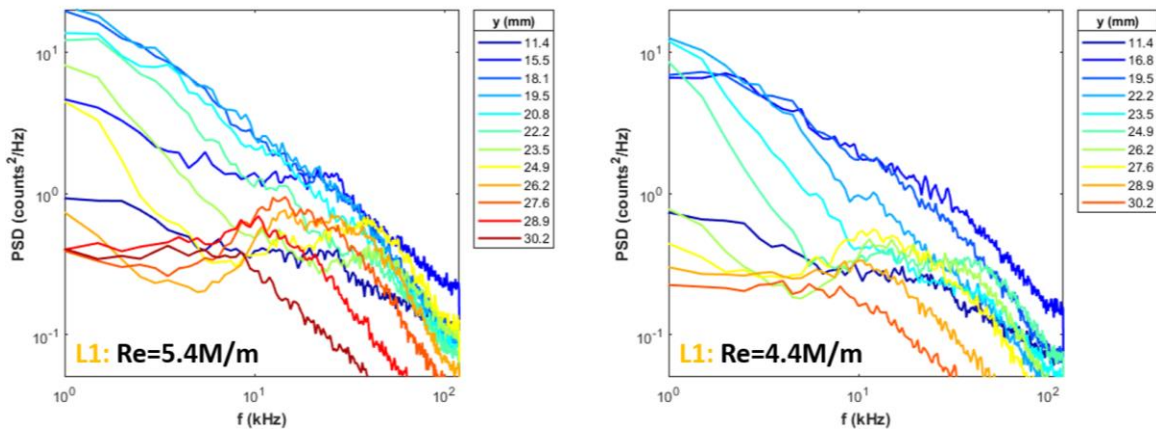 y (mm)
11.4
15.5
18.1
19.5
20.8
22.2
23.5
24.9
26.2
27.6
28.9
30.2
PSD (counts²/Hz)
10¹
10⁰
10⁻¹
L1: Re=5.4M/m
10⁰ 10¹ 10²
f (kHz)
y (mm)
11.4
16.8
19.5
22.2
23.5
24.9
26.2
27.6
28.9
30.2
PSD (counts²/Hz)
10¹
10⁰
10⁻¹
L1: Re=4.4M/m
10⁰ 10¹ 10²
f (kHz)